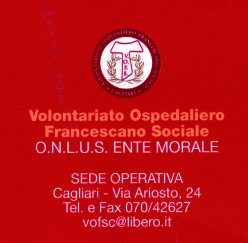 Volontariato Ospedaliero
Francescano Sociale
O.N.L.U.S. ENTE MORALE
SEDE OPERATIVA
Cagliari - Via Ariosto, 24
Tel. e Fax 070/42627
vofsc@libero.it